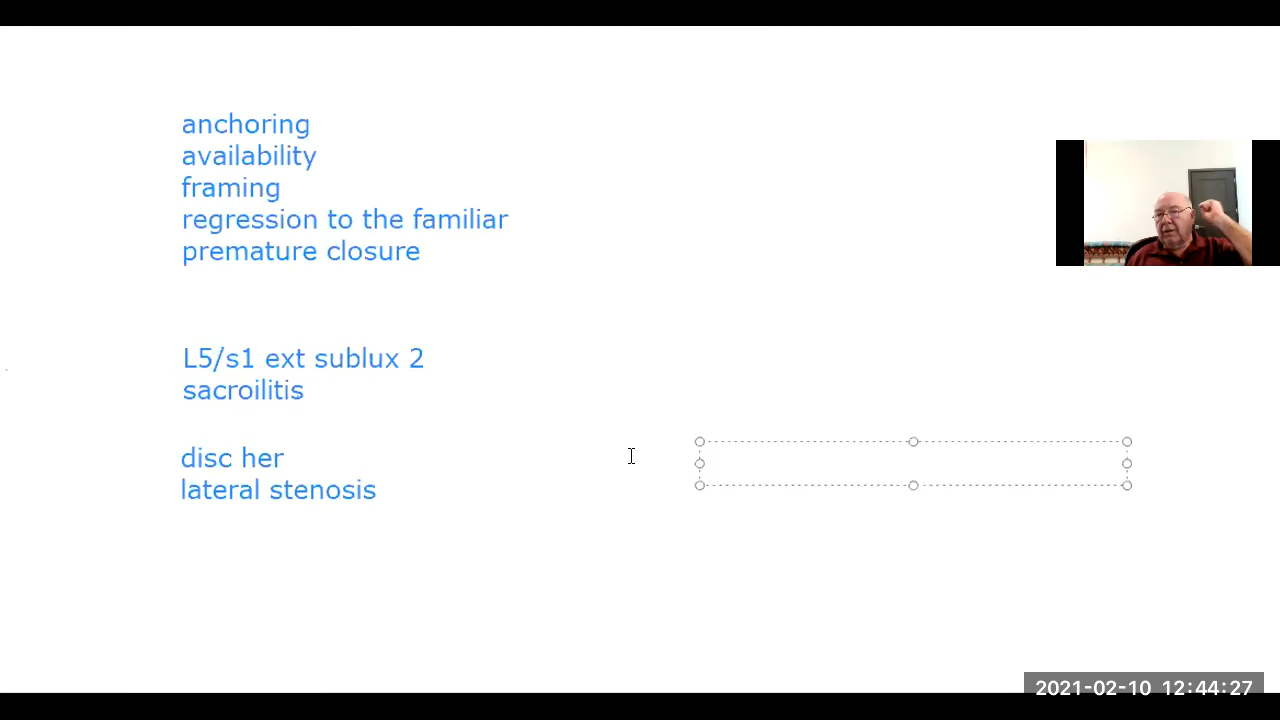 anchoring
availability
framing
regression to the familiar
premature closure
L5/s1 ext sublux 2
sacroilitis
disc her
lateral stenosis
2021-02-10 12:44:27